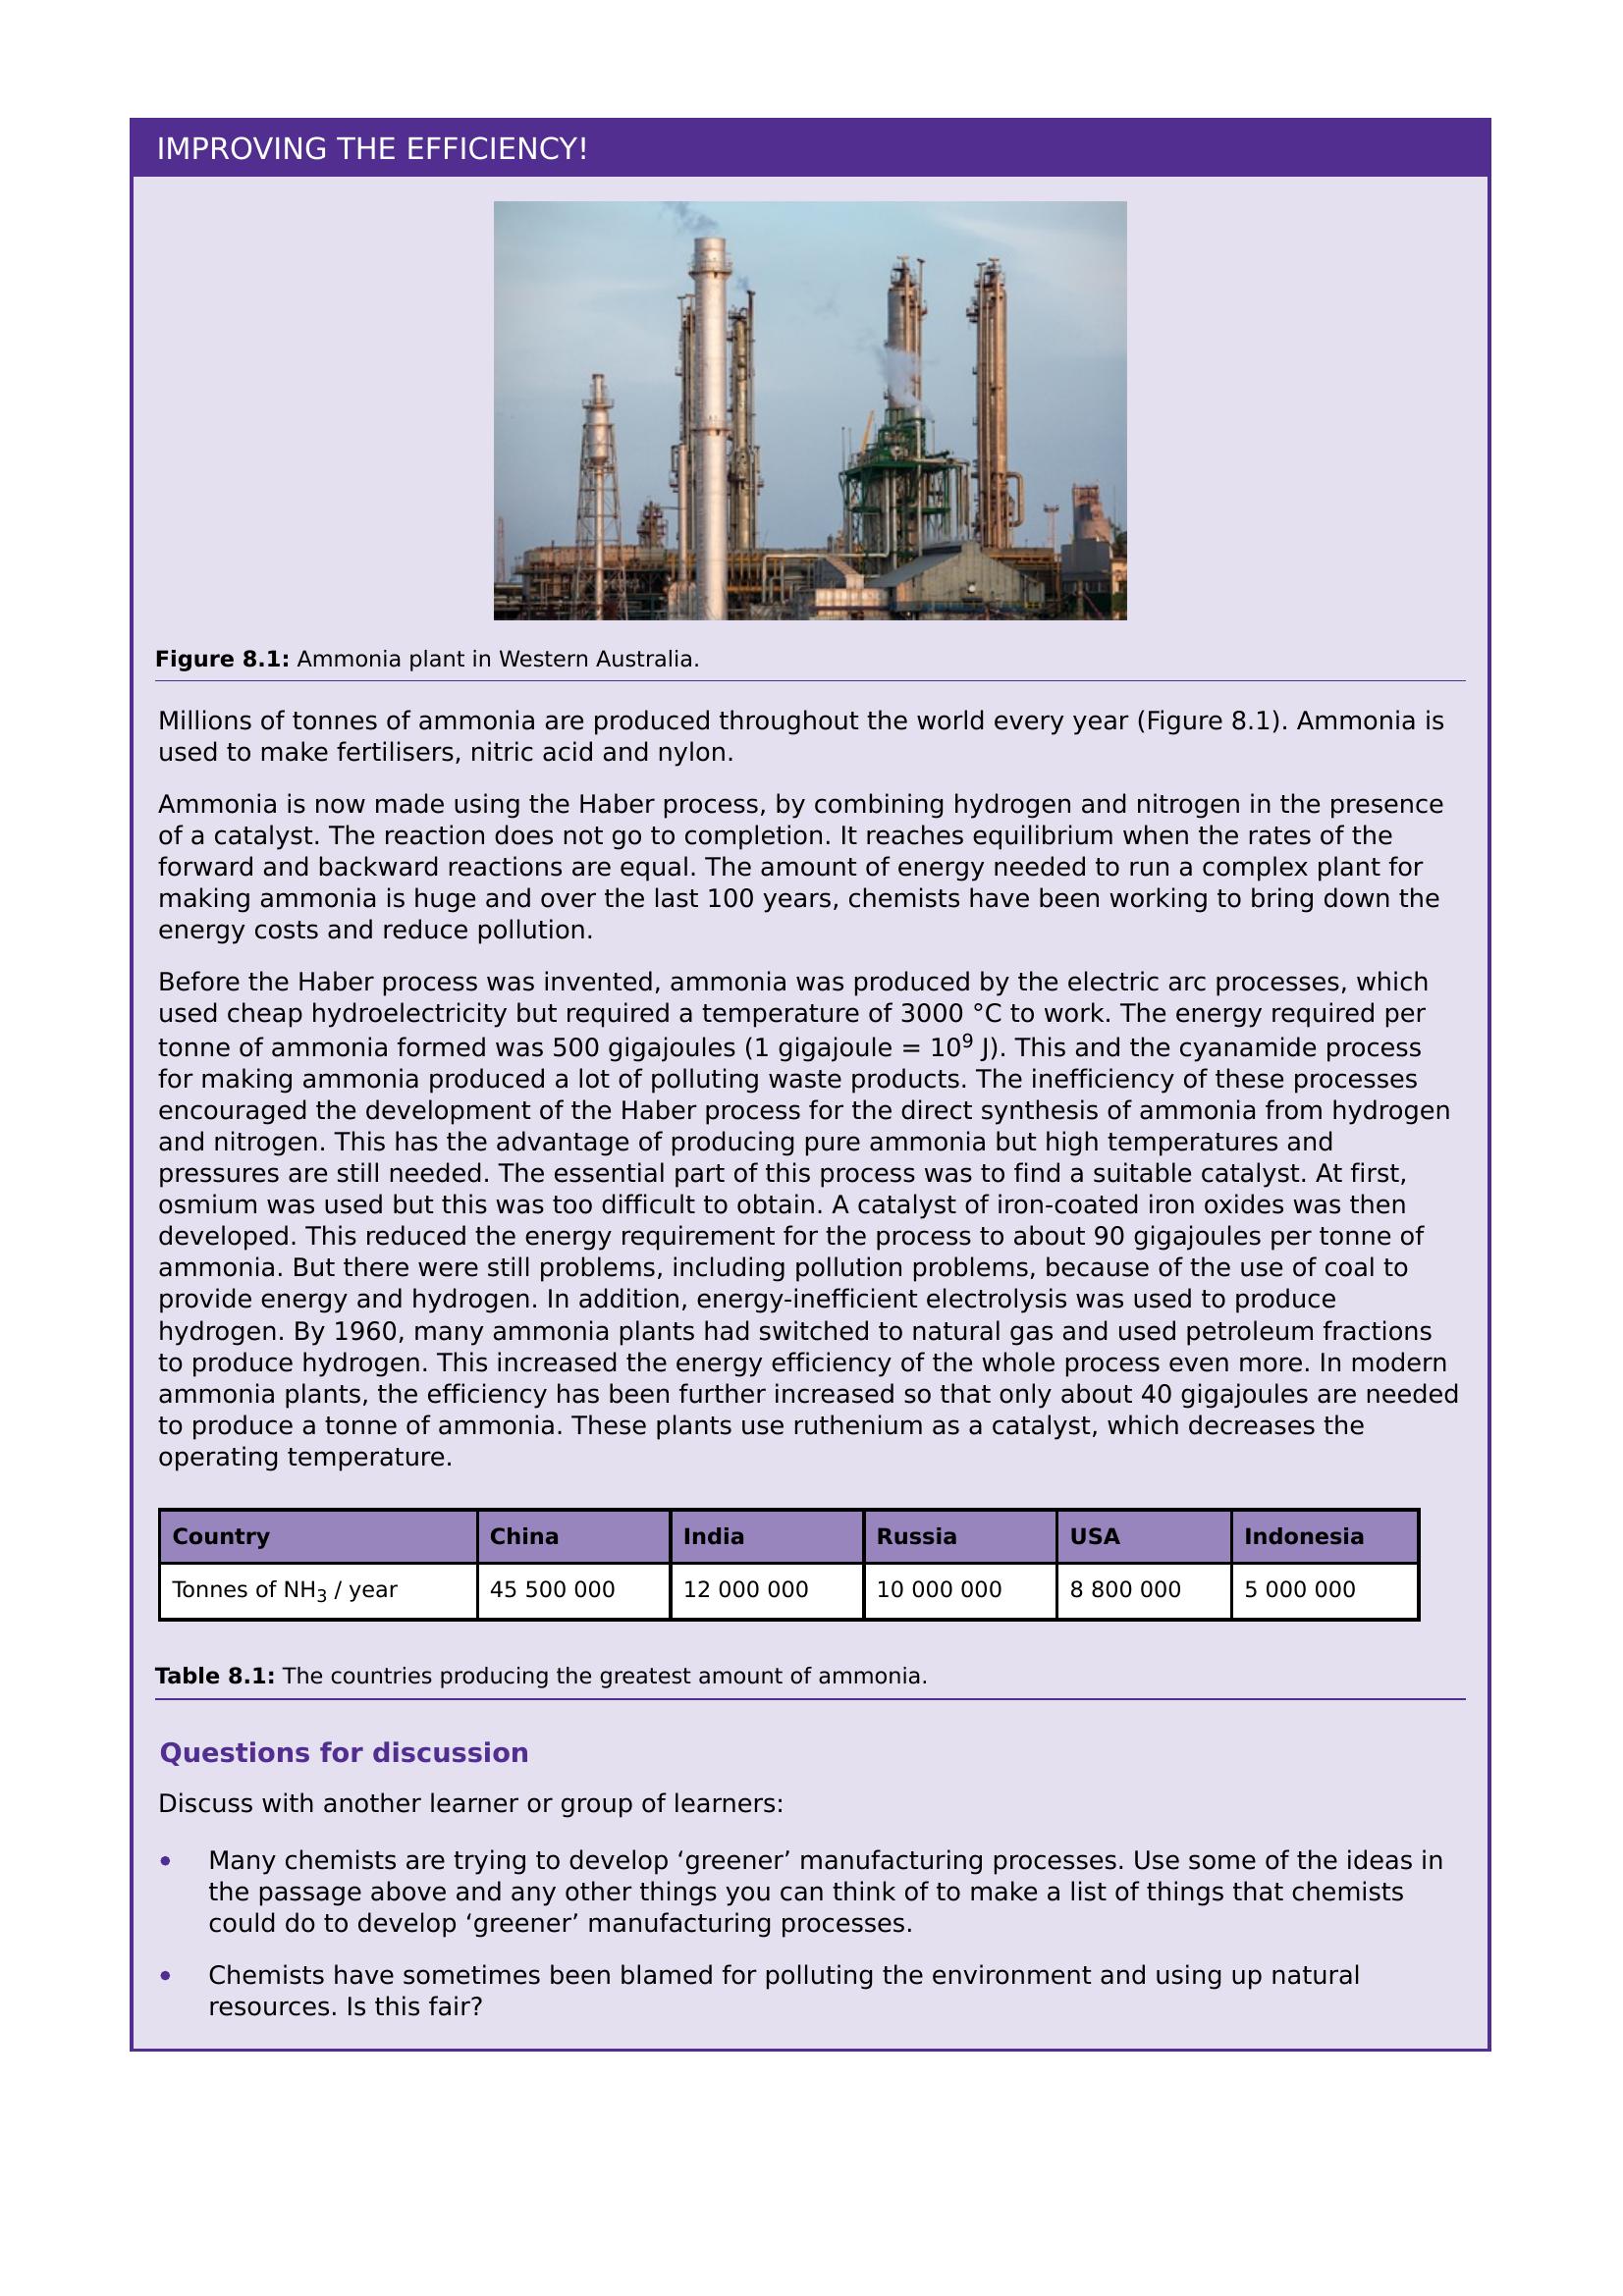 IMPROVING THE EFFICIENCY!
Figure 8.1: Ammonia plant in Western Australia.
Millions of tonnes of ammonia are produced throughout the world every year (Figure 8.1). Ammonia is
used to make fertilisers, nitric acid and nylon.
Ammonia is now made using the Haber process, by combining hydrogen and nitrogen in the presence
of a catalyst. The reaction does not go to completion. It reaches equilibrium when the rates of the
forward and backward reactions are equal. The amount of energy needed to run a complex plant for
making ammonia is huge and over the last 100 years, chemists have been working to bring down the
energy costs and reduce pollution.
Before the Haber process was invented, ammonia was produced by the electric arc processes, which
used cheap hydroelectricity but required a temperature of 3000 °C to work. The energy required per
tonne of ammonia formed was 500 gigajoules (1 gigajoule = 10⁹ J). This and the cyanamide process
for making ammonia produced a lot of polluting waste products. The inefficiency of these processes
encouraged the development of the Haber process for the direct synthesis of ammonia from hydrogen
and nitrogen. This has the advantage of producing pure ammonia but high temperatures and
pressures are still needed. The essential part of this process was to find a suitable catalyst. At first,
osmium was used but this was too difficult to obtain. A catalyst of iron-coated iron oxides was then
developed. This reduced the energy requirement for the process to about 90 gigajoules per tonne of
ammonia. But there were still problems, including pollution problems, because of the use of coal to
provide energy and hydrogen. In addition, energy-inefficient electrolysis was used to produce
hydrogen. By 1960, many ammonia plants had switched to natural gas and used petroleum fractions
to produce hydrogen. This increased the energy efficiency of the whole process even more. In modern
ammonia plants, the efficiency has been further increased so that only about 40 gigajoules are needed
to produce a tonne of ammonia. These plants use ruthenium as a catalyst, which decreases the
operating temperature.
Country China India Russia USA Indonesia
Tonnes of NH₃ / year 45 500 000 12 000 000 10 000 000 8 800 000 5 000 000
Table 8.1: The countries producing the greatest amount of ammonia.
Questions for discussion
Discuss with another learner or group of learners:
• Many chemists are trying to develop ‘greener’ manufacturing processes. Use some of the ideas in
the passage above and any other things you can think of to make a list of things that chemists
could do to develop ‘greener’ manufacturing processes.
• Chemists have sometimes been blamed for polluting the environment and using up natural
resources. Is this fair?